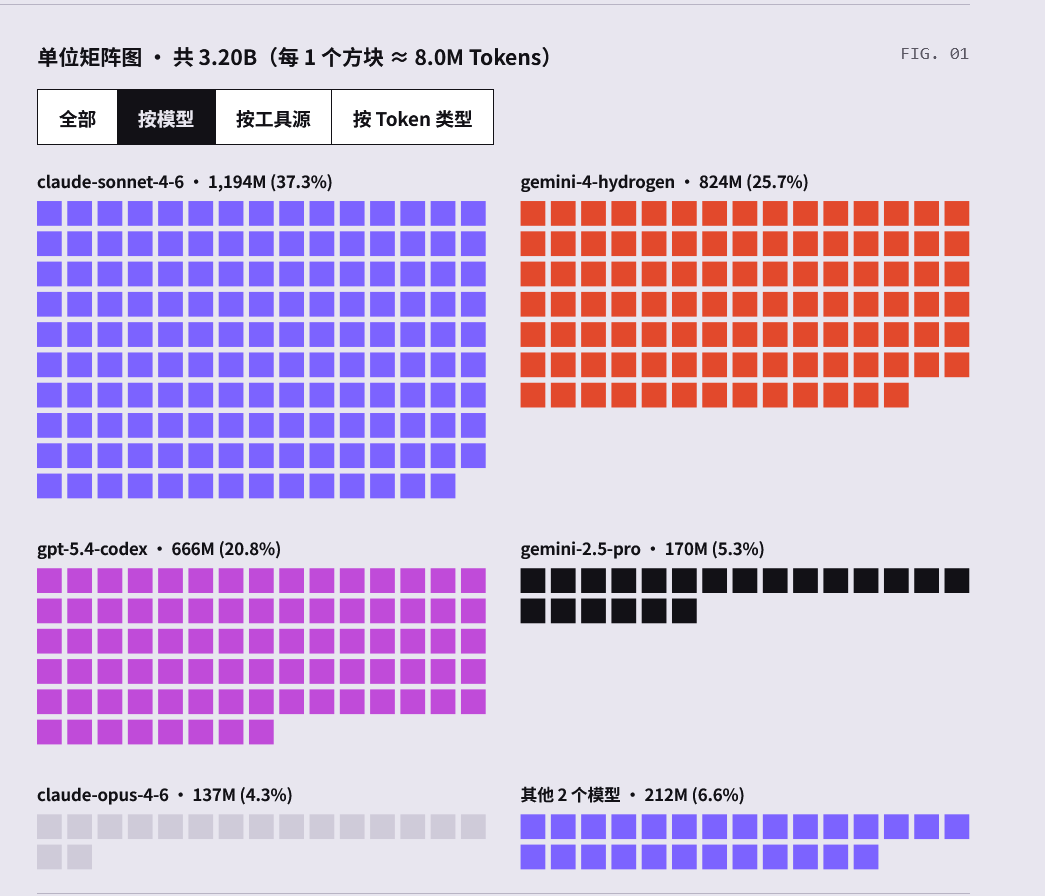 单位矩阵图 · 共 3.20B（每 1 个方块 ≈ 8.0M Tokens）
FIG. 01
全部
按模型
按工具源
按 Token 类型
claude-sonnet-4-6 · 1,194M (37.3%)
gemini-4-hydrogen · 824M (25.7%)
gpt-5.4-codex · 666M (20.8%)
gemini-2.5-pro · 170M (5.3%)
claude-opus-4-6 · 137M (4.3%)
其他 2 个模型 · 212M (6.6%)